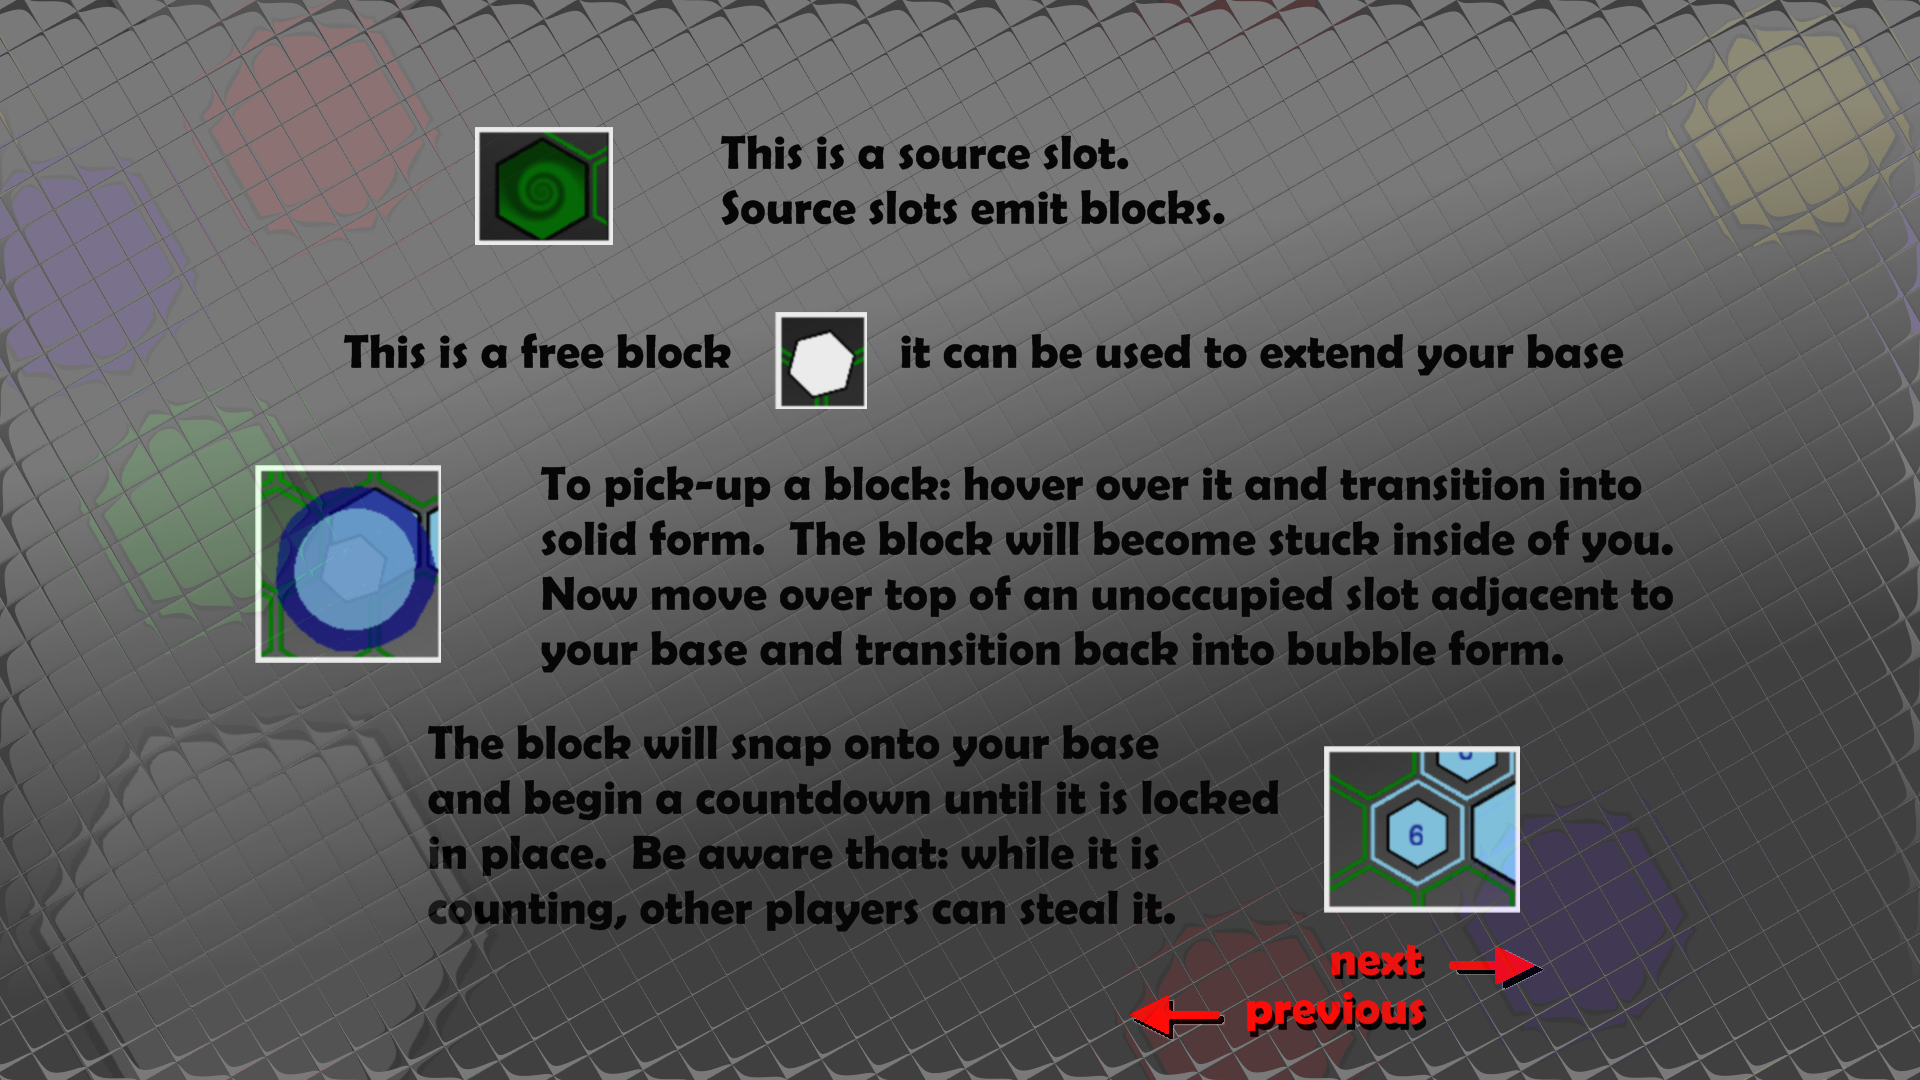 This is a source slot.
Source slots emit blocks.
This is a free block it can be used to extend your base
To pick-up a block: hover over it and transition into
solid form.  The block will become stuck inside of you.
Now move over top of an unoccupied slot adjacent to
your base and transition back into bubble form.
The block will snap onto your base
and begin a countdown until it is locked
in place.  Be aware that: while it is
counting, other players can steal it.
6
next
previous